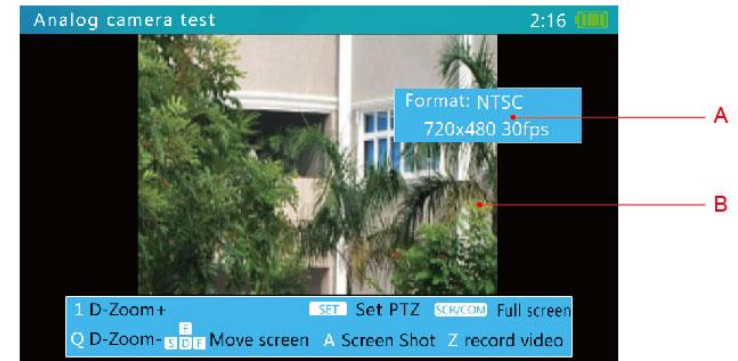 Analog camera test 2:16
Format: NTSC
720x480 30fps
A
B
1 D-Zoom+ SET Set PTZ SCR/COM Full screen
E
Q D-Zoom- S D F Move screen A Screen Shot Z record video